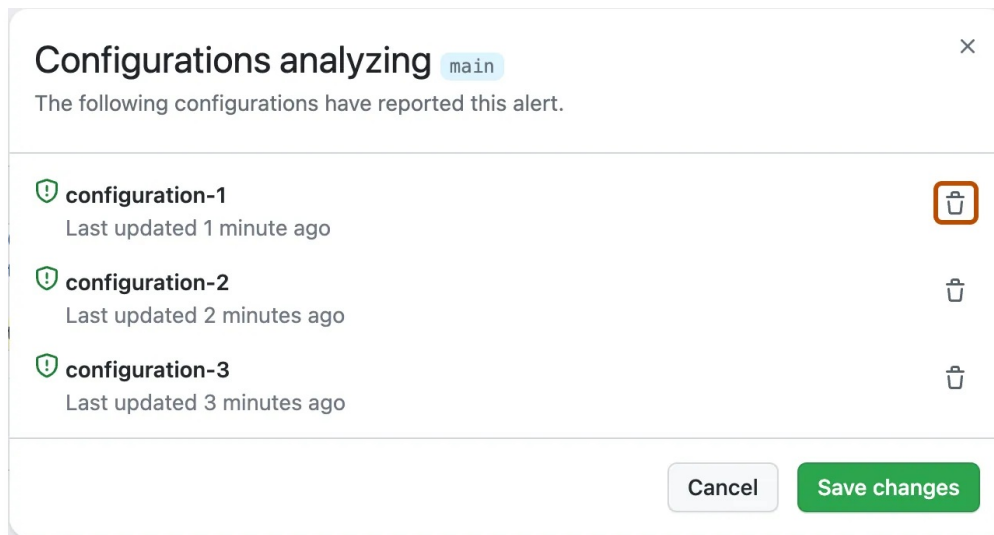 Configurations analyzing main
The following configurations have reported this alert.
configuration-1
Last updated 1 minute ago
configuration-2
Last updated 2 minutes ago
configuration-3
Last updated 3 minutes ago
Cancel Save changes